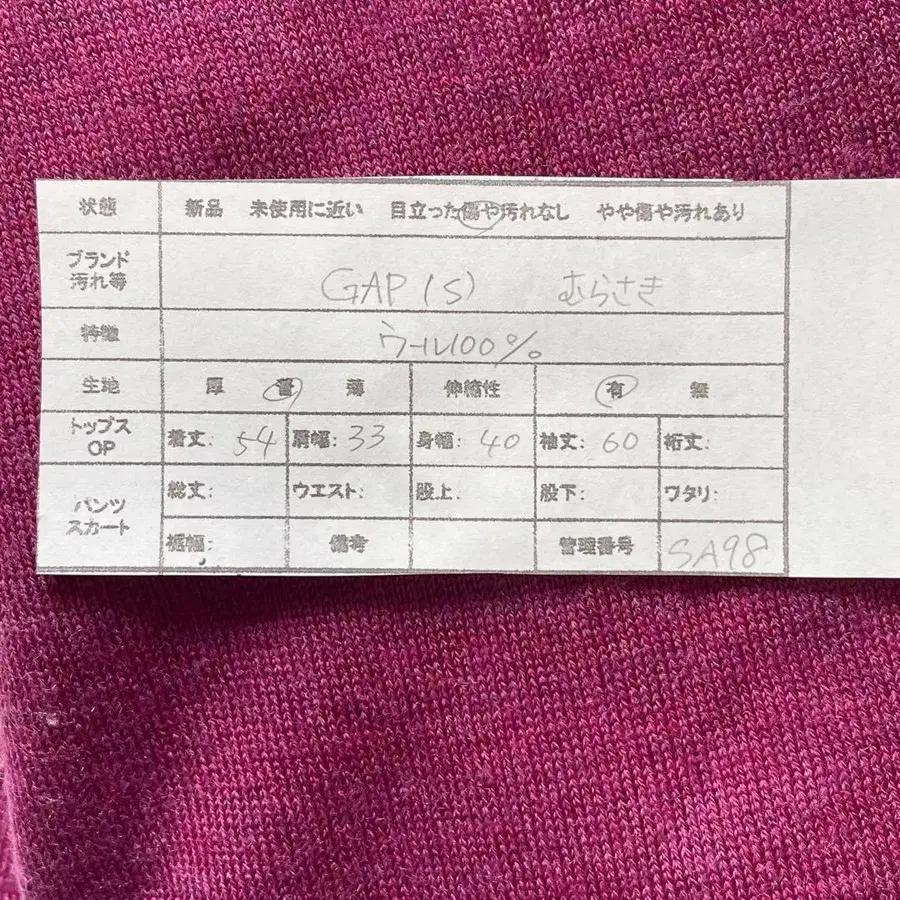 状態 新品 未使用に近い 目立った傷や汚れなし やや傷や汚れあり
ブランド
汚れ等
GAP (S) むらさき
特徴 ウール100%
生地 厚 普 薄 伸縮性 有 無
トップス
OP
着丈: 54 肩幅: 33 身幅: 40 袖丈: 60 裄丈:
パンツ
スカート
総丈: ウエスト: 股上: 股下: ワタリ:
裾幅: 備考 管理番号 SA98